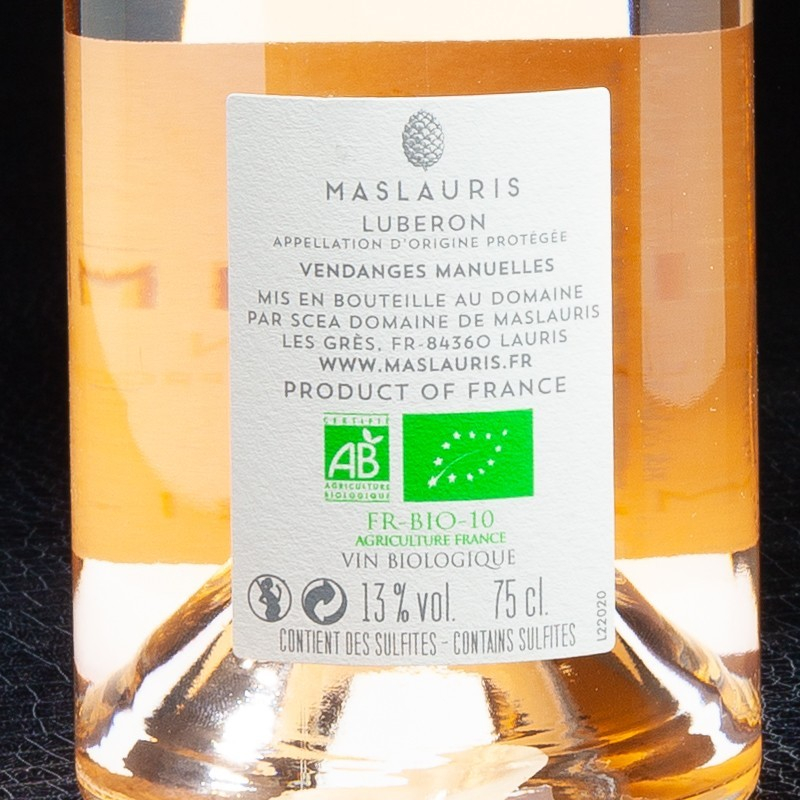 MASLAURIS
LUBERON
APPELLATION D'ORIGINE PROTÉGÉE
VENDANGES MANUELLES
MIS EN BOUTEILLE AU DOMAINE
PAR SCEA DOMAINE DE MASLAURIS
LES GRÈS, FR-84360 LAURIS
WWW.MASLAURIS.FR
PRODUCT OF FRANCE
CERTIFIÉ
AB
AGRICULTURE
BIOLOGIQUE
FR-BIO-10
AGRICULTURE FRANCE
VIN BIOLOGIQUE
13 % vol. 75 cl.
CONTIENT DES SULFITES - CONTAINS SULFITES
L22020